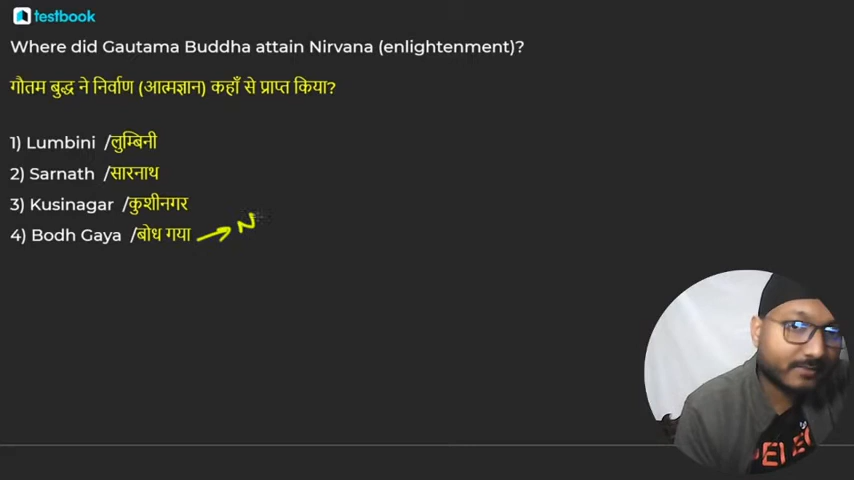 testbook
Where did Gautama Buddha attain Nirvana (enlightenment)?
गौतम बुद्ध ने निर्वाण (आत्मज्ञान) कहाँ से प्राप्त किया?
1) Lumbini /लुम्बिनी
2) Sarnath /सारनाथ
3) Kusinagar /कुशीनगर
4) Bodh Gaya /बोध गया → N